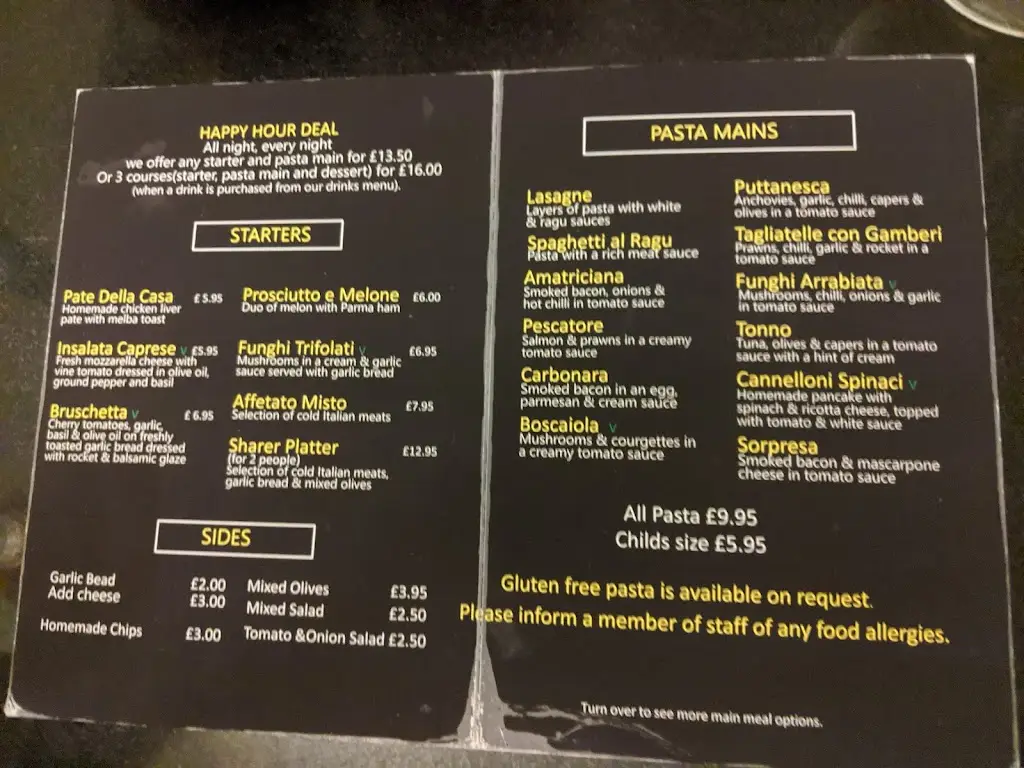 HAPPY HOUR DEAL
All night, every night
we offer any starter and pasta main for £13.50
Or 3 courses(starter, pasta main and dessert) for £16.00
(when a drink is purchased from our drinks menu).
STARTERS
Pate Della Casa £5.95
Homemade chicken liver
pate with melba toast
Insalata Caprese v £5.95
Fresh mozzarella cheese with
vine tomato dressed in olive oil,
ground pepper and basil
Bruschetta v £6.95
Cherry tomatoes, garlic,
basil & olive oil on freshly
toasted garlic bread dressed
with rocket & balsamic glaze
Prosciutto e Melone £6.00
Duo of melon with Parma ham
Funghi Trifolati v £6.95
Mushrooms in a cream & garlic
sauce served with garlic bread
Affetato Misto £7.95
Selection of cold Italian meats
Sharer Platter £12.95
(for 2 people)
Selection of cold Italian meats,
garlic bread & mixed olives
SIDES
Garlic Bead £2.00
Add cheese £3.00
Homemade Chips £3.00
Mixed Olives £3.95
Mixed Salad £2.50
Tomato &Onion Salad £2.50
PASTA MAINS
Lasagne
Layers of pasta with white
& ragu sauces
Spaghetti al Ragu
Pasta with a rich meat sauce
Amatriciana
Smoked bacon, onions &
hot chilli in tomato sauce
Pescatore
Salmon & prawns in a creamy
tomato sauce
Carbonara
Smoked bacon in an egg,
parmesan & cream sauce
Boscaiola v
Mushrooms & courgettes in
a creamy tomato sauce
Puttanesca
Anchovies, garlic, chilli, capers &
olives in a tomato sauce
Tagliatelle con Gamberi
Prawns, chilli, garlic & rocket in a
tomato sauce
Funghi Arrabiata v
Mushrooms, chilli, onions & garlic
in tomato sauce
Tonno
Tuna, olives & capers in a tomato
sauce with a hint of cream
Cannelloni Spinaci v
Homemade pancake with
spinach & ricotta cheese, topped
with tomato & white sauce
Sorpresa
Smoked bacon & mascarpone
cheese in tomato sauce
All Pasta £9.95
Childs size £5.95
Gluten free pasta is available on request.
Please inform a member of staff of any food allergies.
Turn over to see more main meal options.